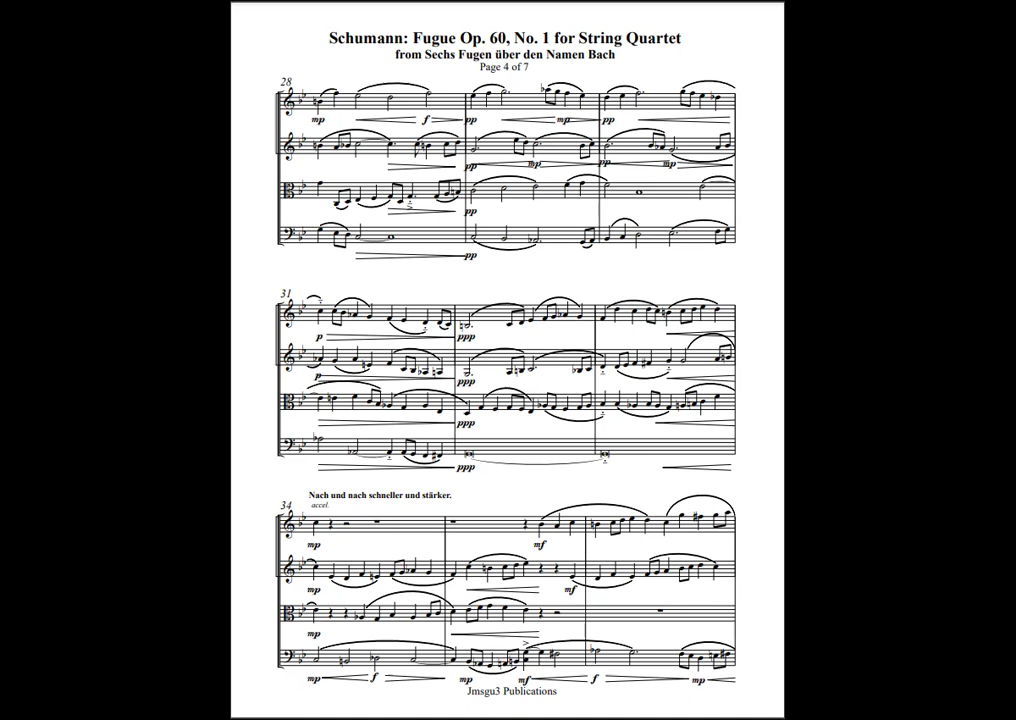 Schumann: Fugue Op. 60, No. 1 for String Quartet
from Sechs Fugen über den Namen Bach
Page 4 of 7
28
mp f pp mp pp
pp mp pp mp
pp
pp
31
p ppp
p ppp
ppp
ppp
Nach und nach schneller und stärker.
34 accel.
mp mf
mp mf
mp
mp f mp mf f mp
Jmsgu3 Publications